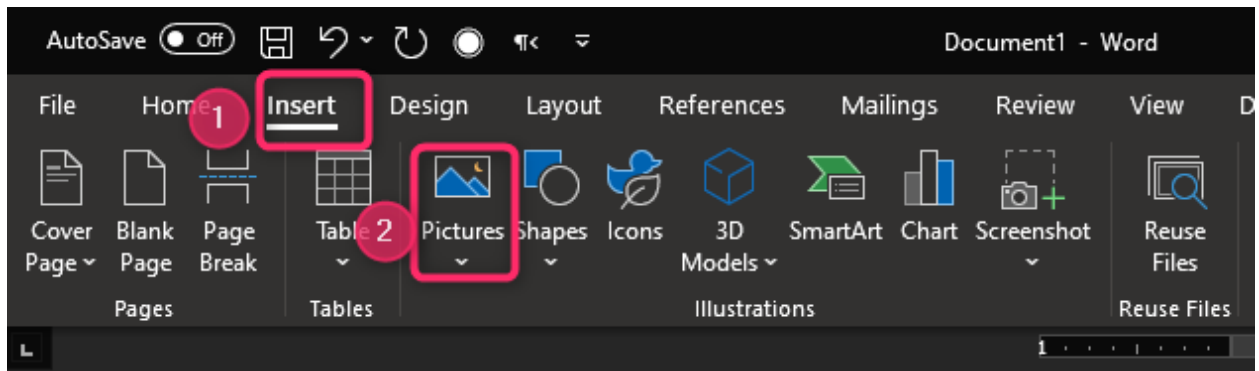 AutoSave Off Document1 - Word
File Home Insert Design Layout References Mailings Review View D
1
2
Cover Page
Blank Page
Page Break
Table
Pictures
Shapes
Icons
3D Models
SmartArt
Chart
Screenshot
Reuse Files
Pages Tables Illustrations Reuse Files
L 1